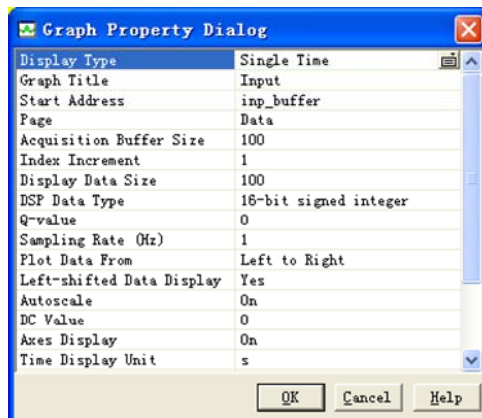 Graph Property Dialog
Display Type Single Time
Graph Title Input
Start Address inp_buffer
Page Data
Acquisition Buffer Size 100
Index Increment 1
Display Data Size 100
DSP Data Type 16-bit signed integer
Q-value 0
Sampling Rate (Hz) 1
Plot Data From Left to Right
Left-shifted Data Display Yes
Autoscale On
DC Value 0
Axes Display On
Time Display Unit s
OK Cancel Help